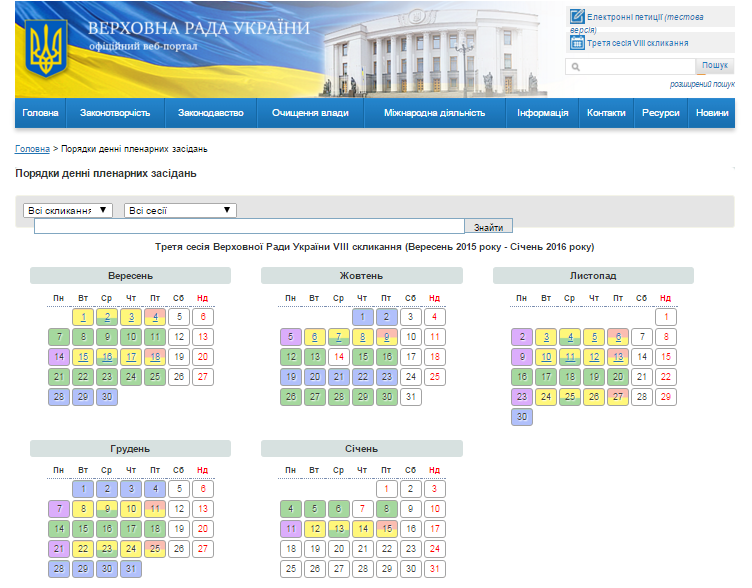 ВЕРХОВНА РАДА УКРАЇНИ
офіційний веб-портал
Електронні петиції (тестова
версія)
Третя сесія VIII скликання
Пошук
розширений пошук
Головна Законотворчість Законодавство Очищення влади Міжнародна діяльність Інформація Контакти Ресурси Новини
Головна > Порядки денні пленарних засідань
Порядки денні пленарних засідань
Всі скликання ▼ Всі сесії ▼
Знайти
Третя сесія Верховної Ради України VIII скликання (Вересень 2015 року - Січень 2016 року)
Вересень
Пн Вт Ср Чт Пт Сб Нд
1 2 3 4 5 6
7 8 9 10 11 12 13
14 15 16 17 18 19 20
21 22 23 24 25 26 27
28 29 30
Жовтень
Пн Вт Ср Чт Пт Сб Нд
1 2 3 4
5 6 7 8 9 10 11
12 13 14 15 16 17 18
19 20 21 22 23 24 25
26 27 28 29 30 31
Листопад
Пн Вт Ср Чт Пт Сб Нд
1
2 3 4 5 6 7 8
9 10 11 12 13 14 15
16 17 18 19 20 21 22
23 24 25 26 27 28 29
30
Грудень
Пн Вт Ср Чт Пт Сб Нд
1 2 3 4 5 6
7 8 9 10 11 12 13
14 15 16 17 18 19 20
21 22 23 24 25 26 27
28 29 30 31
Січень
Пн Вт Ср Чт Пт Сб Нд
1 2 3
4 5 6 7 8 9 10
11 12 13 14 15 16 17
18 19 20 21 22 23 24
25 26 27 28 29 30 31